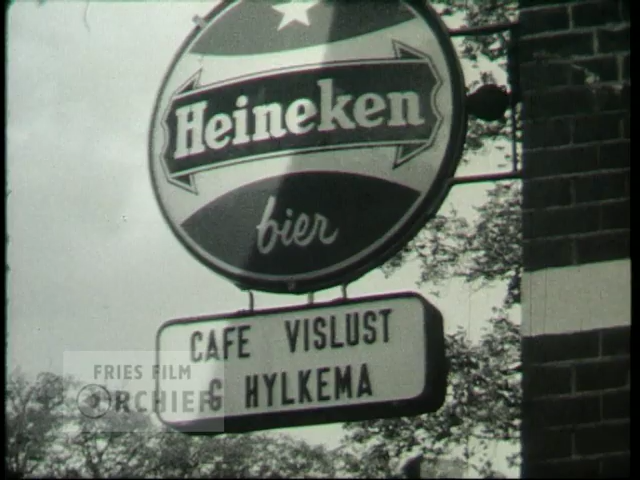 Heineken
bier
CAFE VISLUST
G HYLKEMA
FRIES FILM
ARCHIEF